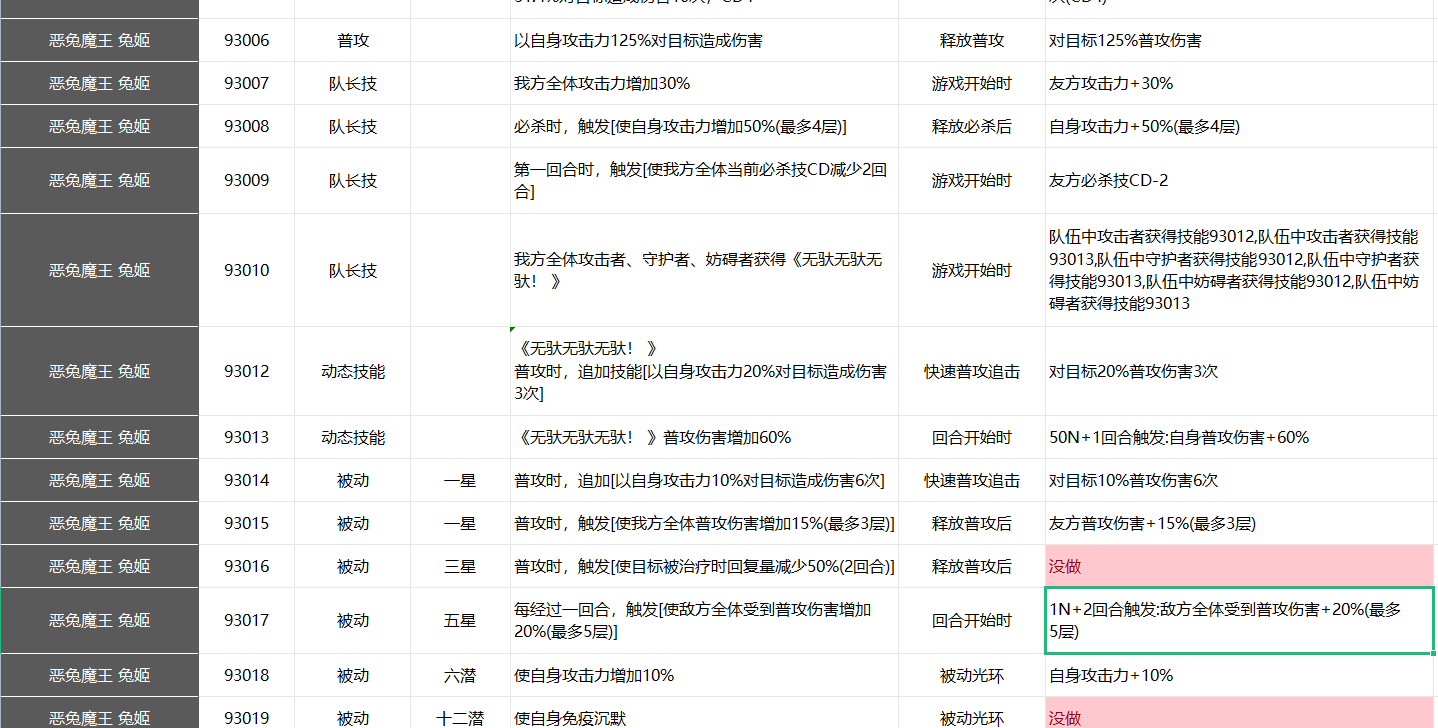 恶兔魔王 兔姬 93006 普攻 以自身攻击力125%对目标造成伤害 释放普攻 对目标125%普攻伤害
恶兔魔王 兔姬 93007 队长技 我方全体攻击力增加30% 游戏开始时 友方攻击力+30%
恶兔魔王 兔姬 93008 队长技 必杀时，触发[使自身攻击力增加50%(最多4层)] 释放必杀后 自身攻击力+50%(最多4层)
恶兔魔王 兔姬 93009 队长技 第一回合时，触发[使我方全体当前必杀技CD减少2回
合] 游戏开始时 友方必杀技CD-2
恶兔魔王 兔姬 93010 队长技 我方全体攻击者、守护者、妨碍者获得《无驮无驮无
驮！ 》 游戏开始时 队伍中攻击者获得技能93012,队伍中攻击者获得技能
93013,队伍中守护者获得技能93012,队伍中守护者获
得技能93013,队伍中妨碍者获得技能93012,队伍中妨
碍者获得技能93013
恶兔魔王 兔姬 93012 动态技能 《无驮无驮无驮！ 》
普攻时，追加技能[以自身攻击力20%对目标造成伤害
3次] 快速普攻追击 对目标20%普攻伤害3次
恶兔魔王 兔姬 93013 动态技能 《无驮无驮无驮！ 》普攻伤害增加60% 回合开始时 50N+1回合触发:自身普攻伤害+60%
恶兔魔王 兔姬 93014 被动 一星 普攻时，追加[以自身攻击力10%对目标造成伤害6次] 快速普攻追击 对目标10%普攻伤害6次
恶兔魔王 兔姬 93015 被动 一星 普攻时，触发[使我方全体普攻伤害增加15%(最多3层)] 释放普攻后 友方普攻伤害+15%(最多3层)
恶兔魔王 兔姬 93016 被动 三星 普攻时，触发[使目标被治疗时回复量减少50%(2回合)] 释放普攻后 没做
恶兔魔王 兔姬 93017 被动 五星 每经过一回合，触发[使敌方全体受到普攻伤害增加
20%(最多5层)] 回合开始时 1N+2回合触发:敌方全体受到普攻伤害+20%(最多
5层)
恶兔魔王 兔姬 93018 被动 六潜 使自身攻击力增加10% 被动光环 自身攻击力+10%
恶兔魔王 兔姬 93019 被动 十二潜 使自身免疫沉默 被动光环 没做